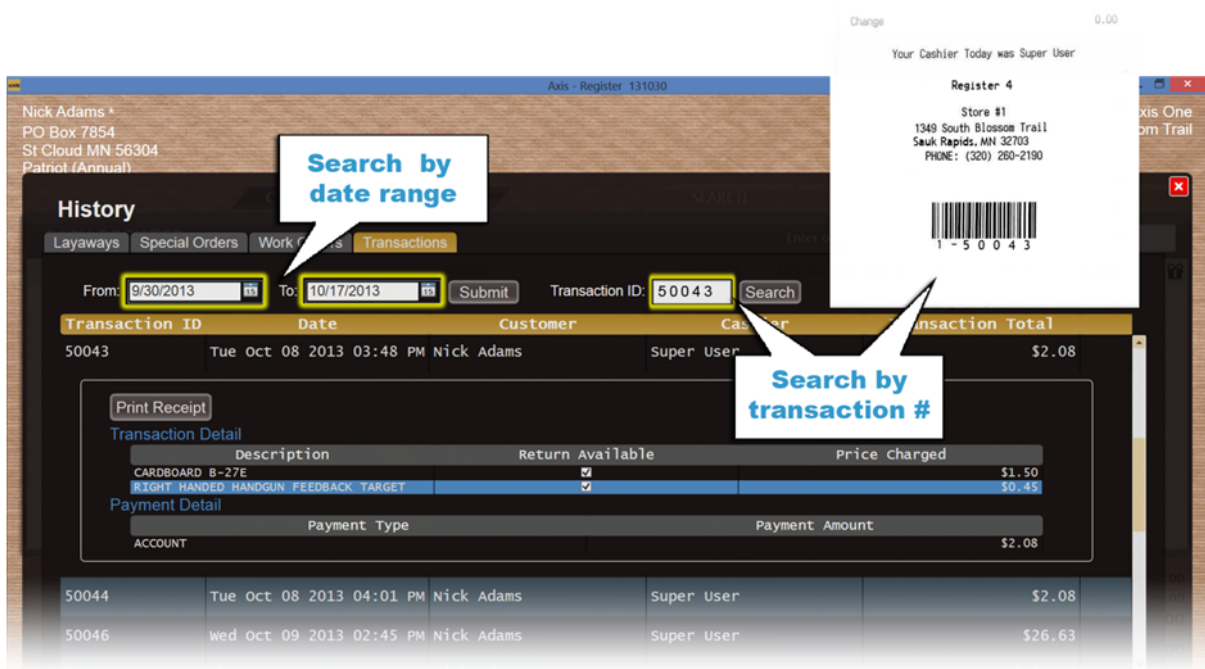 Change 0.00
Your Cashier Today was Super User
Register 4
Store #1
1349 South Blossom Trail
Sauk Rapids, MN 32703
PHONE: (320) 260-2190
1-50043
Axis - Register 131030
Nick Adams *
PO Box 7854
St Cloud MN 56304
Patriot (Annual)
xis One
om Trail
Search by
date range
SEARCH
History
Layaways Special Orders Work Transactions
Enter
From: 9/30/2013 15 To: 10/17/2013 15 Submit Transaction ID: 50043 Search
Transaction ID Date Customer Cashier Transaction Total
50043 Tue Oct 08 2013 03:48 PM Nick Adams Super User $2.08
Search by
transaction #
Print Receipt
Transaction Detail
Description Return Available Price Charged
CARDBOARD B-27E $1.50
RIGHT HANDED HANDGUN FEEDBACK TARGET $0.45
Payment Detail
Payment Type Payment Amount
ACCOUNT $2.08
50044 Tue Oct 08 2013 04:01 PM Nick Adams Super User $2.08
50046 Wed Oct 09 2013 02:45 PM Nick Adams Super User $26.63